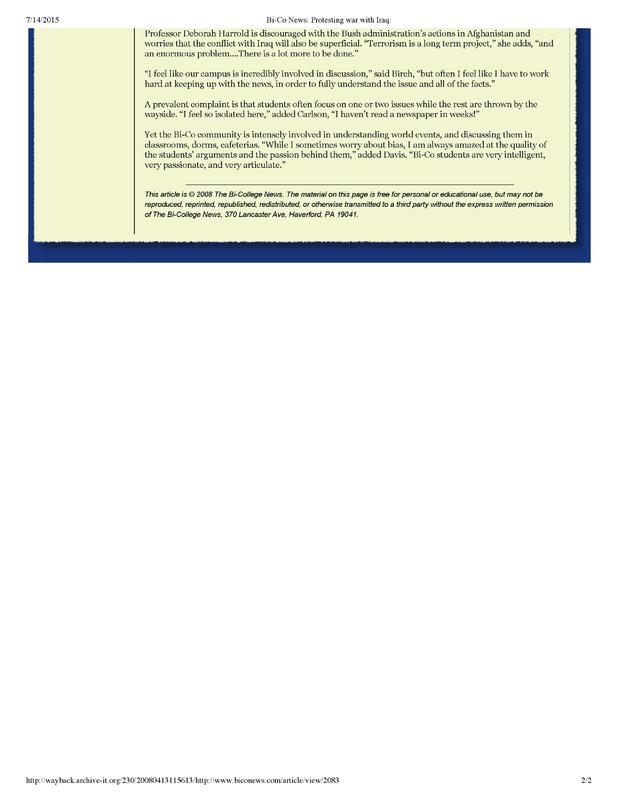 7/14/2015 Bi-Co News: Protesting war with Iraq:
Professor Deborah Harrold is discouraged with the Bush administration's actions in Afghanistan and
worries that the conflict with Iraq will also be superficial. “Terrorism is a long term project,” she adds, “and
an enormous problem....There is a lot more to be done.”
“I feel like our campus is incredibly involved in discussion,” said Birch, “but often I feel like I have to work
hard at keeping up with the news, in order to fully understand the issue and all of the facts.”
A prevalent complaint is that students often focus on one or two issues while the rest are thrown by the
wayside. “I feel so isolated here,” added Carlson, “I haven't read a newspaper in weeks!”
Yet the Bi-Co community is intensely involved in understanding world events, and discussing them in
classrooms, dorms, cafeterias. “While I sometimes worry about bias, I am always amazed at the quality of
the students' arguments and the passion behind them,” added Davis. “Bi-Co students are very intelligent,
very passionate, and very articulate.”
This article is © 2008 The Bi-College News. The material on this page is free for personal or educational use, but may not be
reproduced, reprinted, republished, redistributed, or otherwise transmitted to a third party without the express written permission
of The Bi-College News, 370 Lancaster Ave, Haverford, PA 19041.
http://wayback.archive-it.org/230/20080413115613/http://www.biconews.com/article/view/2083 2/2